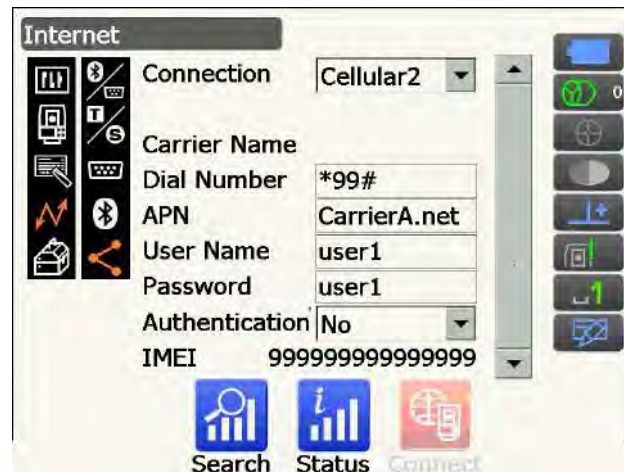 Internet
Connection Cellular2
0
Carrier Name
Dial Number *99#
APN CarrierA.net
User Name user1
Password user1
Authentication No
IMEI 999999999999999
Search Status Connect